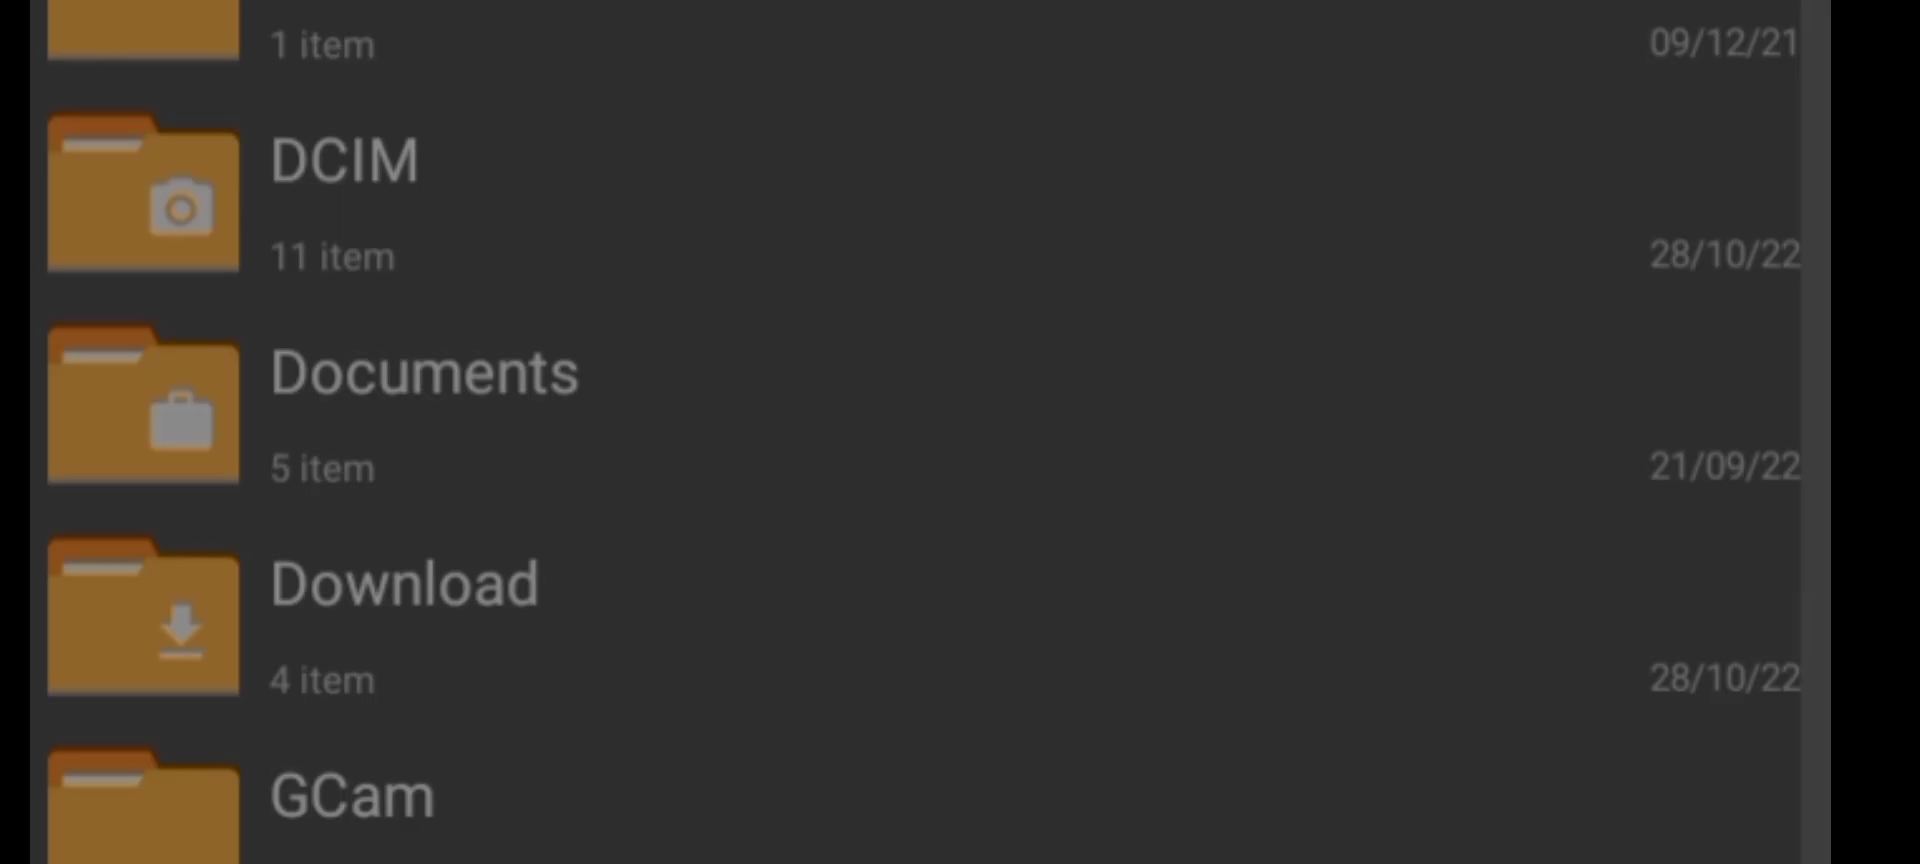 1 item
09/12/21
DCIM
11 item
28/10/22
Documents
5 item
21/09/22
Download
4 item
28/10/22
GCam